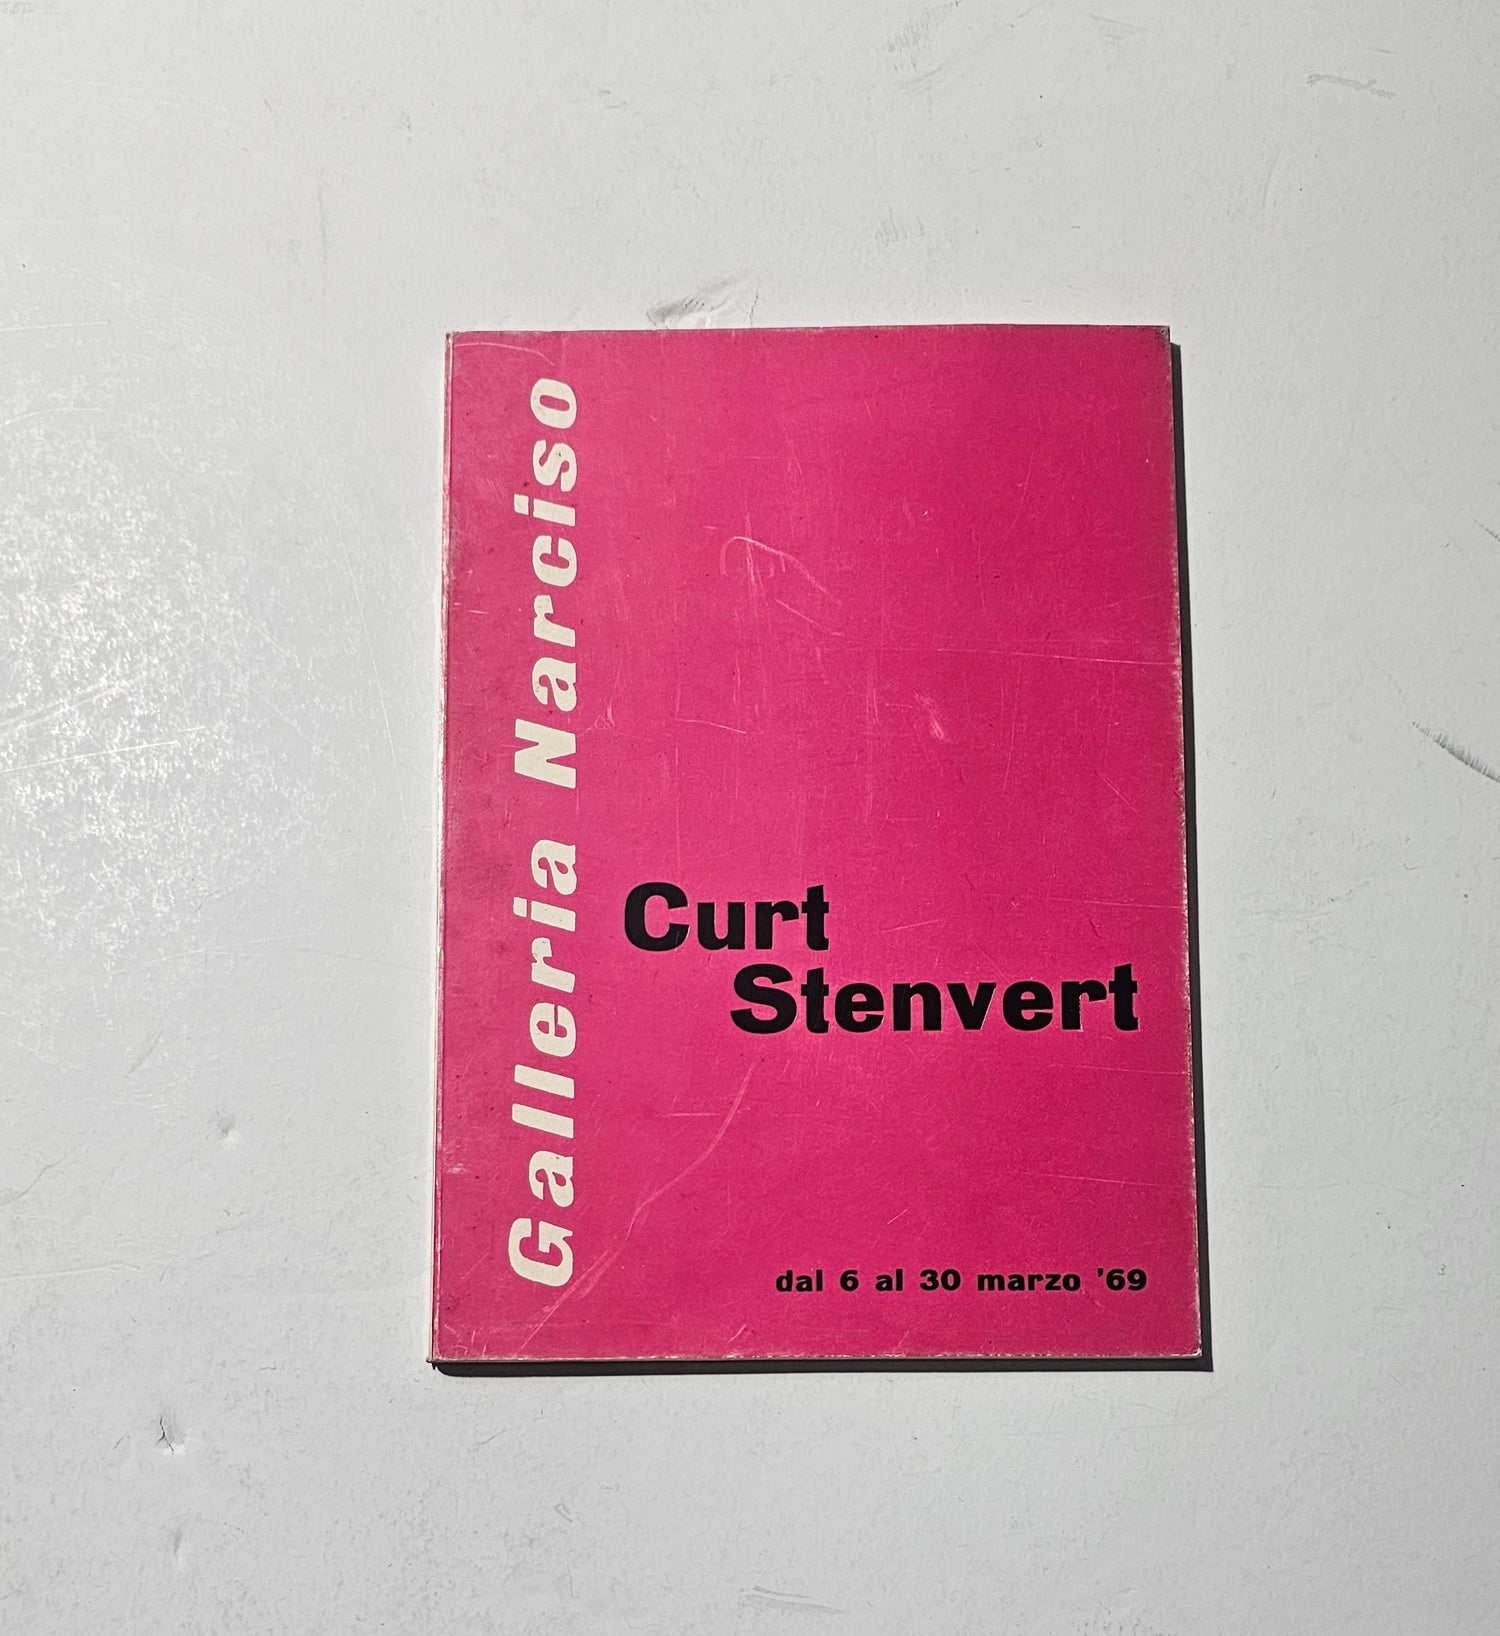 Galleria Narciso
Curt
Stenvert
dal 6 al 30 marzo '69